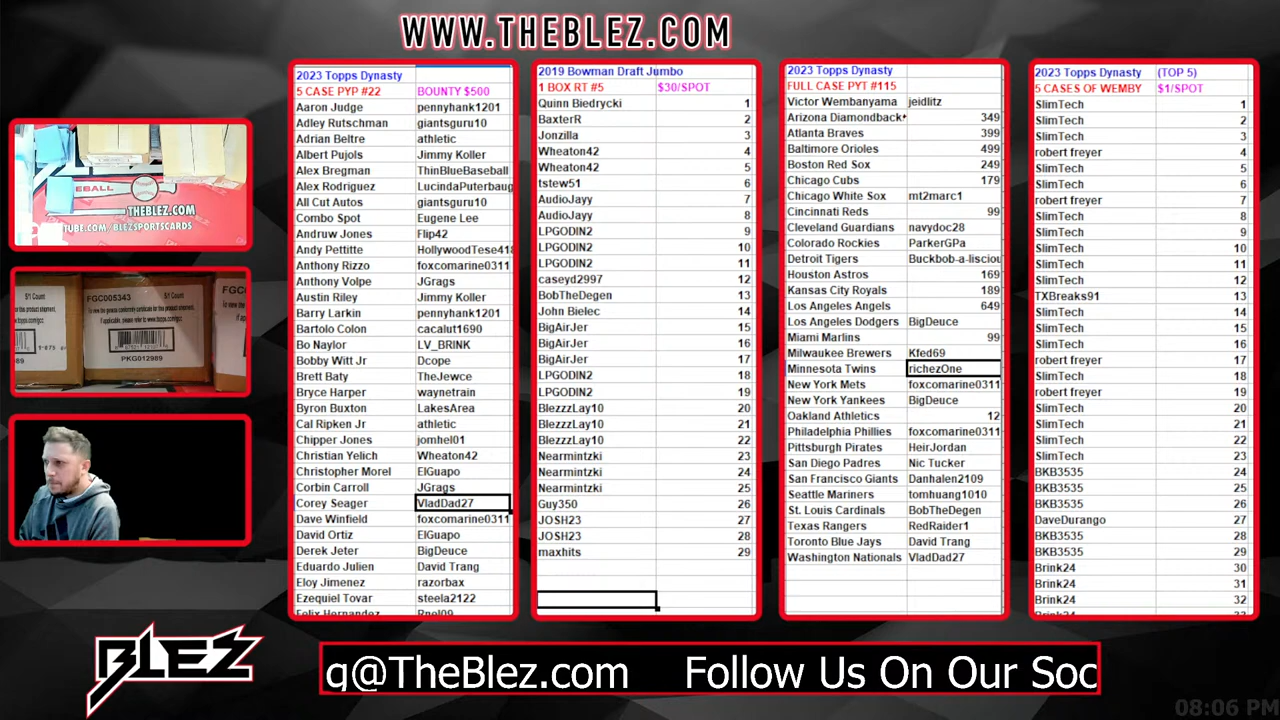 WWW.THEBLEZ.COM
EBALL
THEBLEZ.COM
TUBE.COM/BLEZSPORTSCARDS
FGC005343 5/1 Count
PKG012989
2023 Topps Dynasty
5 CASE PYP #22 BOUNTY $500
Aaron Judge pennyhank1201
Adley Rutschman giantsguru10
Adrian Beltre athletic
Albert Pujols Jimmy Koller
Alex Bregman ThinBlueBaseball
Alex Rodriguez LucindaPuterbaug
All Cut Autos giantsguru10
Combo Spot Eugene Lee
Andruw Jones Flip42
Andy Pettitte HollywoodTese418
Anthony Rizzo foxcomarine0311
Anthony Volpe JGrags
Austin Riley Jimmy Koller
Barry Larkin pennyhank1201
Bartolo Colon cacalut1690
Bo Naylor LV_BRINK
Bobby Witt Jr Dcope
Brett Baty TheJewce
Bryce Harper waynetrain
Byron Buxton LakesArea
Cal Ripken Jr athletic
Chipper Jones jomhel01
Christian Yelich Wheaton42
Christopher Morel ElGuapo
Corbin Carroll JGrags
Corey Seager VladDad27
Dave Winfield foxcomarine0311
David Ortiz ElGuapo
Derek Jeter BigDeuce
Eduardo Julien David Trang
Eloy Jimenez razorbax
Ezequiel Tovar steela2122
Felix Hernandez Rnel09
2019 Bowman Draft Jumbo
1 BOX RT #5 $30/SPOT
Quinn Biedrycki 1
BaxterR 2
Jonzilla 3
Wheaton42 4
Wheaton42 5
tstew51 6
AudioJayy 7
AudioJayy 8
LPGODIN2 9
LPGODIN2 10
LPGODIN2 11
caseyd2997 12
BobTheDegen 13
John Bielec 14
BigAirJer 15
BigAirJer 16
BigAirJer 17
LPGODIN2 18
LPGODIN2 19
BlezzzLay10 20
BlezzzLay10 21
BlezzzLay10 22
Nearmintzki 23
Nearmintzki 24
Nearmintzki 25
Guy350 26
JOSH23 27
JOSH23 28
maxhits 29
2023 Topps Dynasty
FULL CASE PYT #115
Victor Wembanyama jeidlitz
Arizona Diamondback 349
Atlanta Braves 399
Baltimore Orioles 499
Boston Red Sox 249
Chicago Cubs 179
Chicago White Sox mt2marc1
Cincinnati Reds 99
Cleveland Guardians navydoc28
Colorado Rockies ParkerGPa
Detroit Tigers Buckbob-a-lisciou
Houston Astros 169
Kansas City Royals 189
Los Angeles Angels 649
Los Angeles Dodgers BigDeuce
Miami Marlins 99
Milwaukee Brewers Kfed69
Minnesota Twins richezOne
New York Mets foxcomarine0311
New York Yankees BigDeuce
Oakland Athletics 12
Philadelphia Phillies foxcomarine0311
Pittsburgh Pirates HeirJordan
San Diego Padres Nic Tucker
San Francisco Giants Danhalen2109
Seattle Mariners tomhuang1010
St. Louis Cardinals BobTheDegen
Texas Rangers RedRaider1
Toronto Blue Jays David Trang
Washington Nationals VladDad27
2023 Topps Dynasty (TOP 5)
5 CASES OF WEMBY $1/SPOT
SlimTech 1
SlimTech 2
SlimTech 3
robert freyer 4
SlimTech 5
SlimTech 6
robert freyer 7
SlimTech 8
SlimTech 9
SlimTech 10
SlimTech 11
SlimTech 12
TXBreaks91 13
SlimTech 14
SlimTech 15
SlimTech 16
robert freyer 17
SlimTech 18
robert freyer 19
SlimTech 20
SlimTech 21
SlimTech 22
SlimTech 23
BKB3535 24
BKB3535 25
BKB3535 26
DaveDurango 27
BKB3535 28
BKB3535 29
Brink24 30
Brink24 31
Brink24 32
Brink24 33
BLEZ
q@TheBlez.com Follow Us On Our Soc
08:06 PM